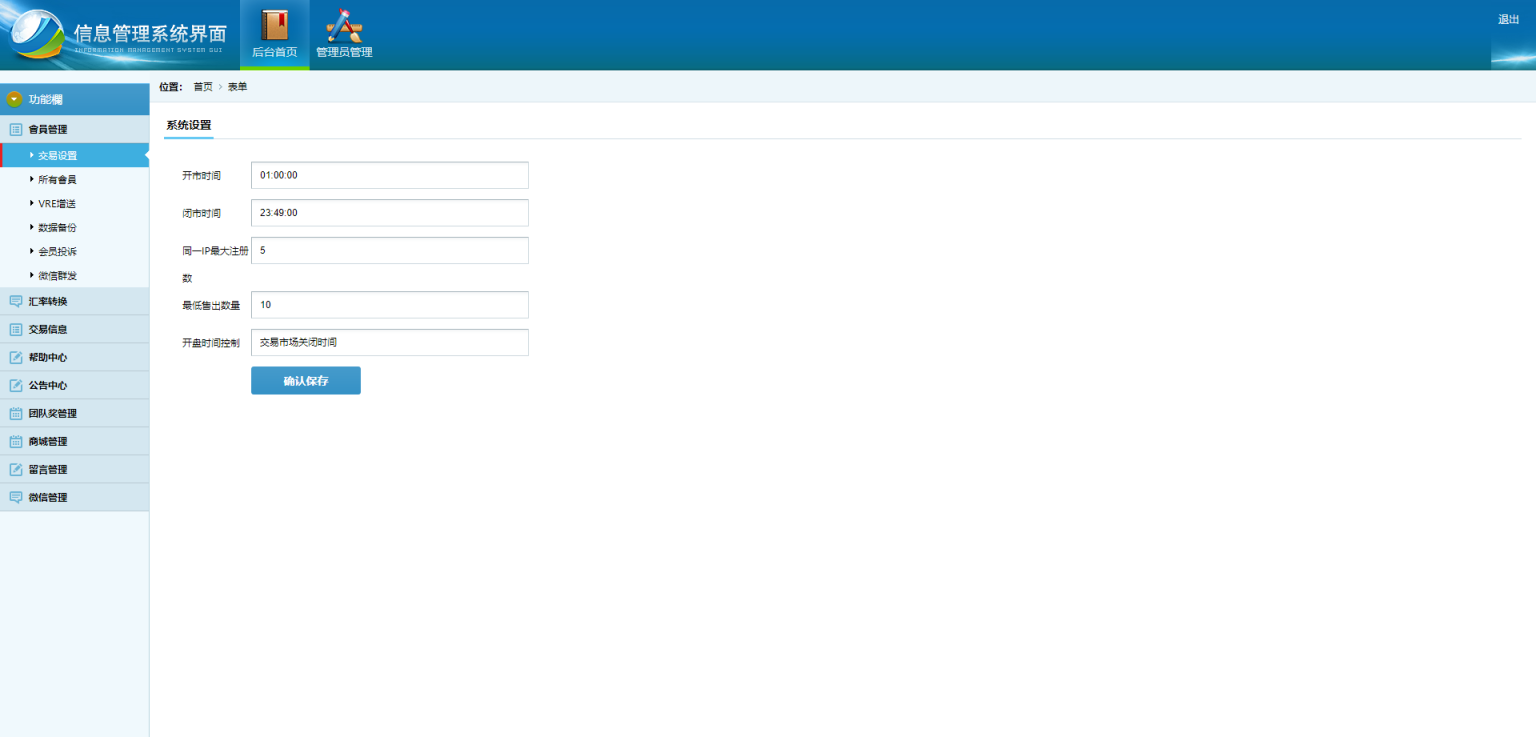 信息管理系统界面
INFORMATION MANAGEMENT SYSTEM GUI
后台首页
管理员管理
退出
位置: 首页 › 表单
功能欄
會員管理
交易设置
所有會員
VRE增送
数据备份
会员投诉
微信群发
汇率转换
交易信息
帮助中心
公告中心
团队奖管理
商城管理
留言管理
微信管理
系统设置
开市时间 01:00:00
闭市时间 23:49:00
同一IP最大注册 5
数
最低售出数量 10
开盘时间控制 交易市场关闭时间
确认保存